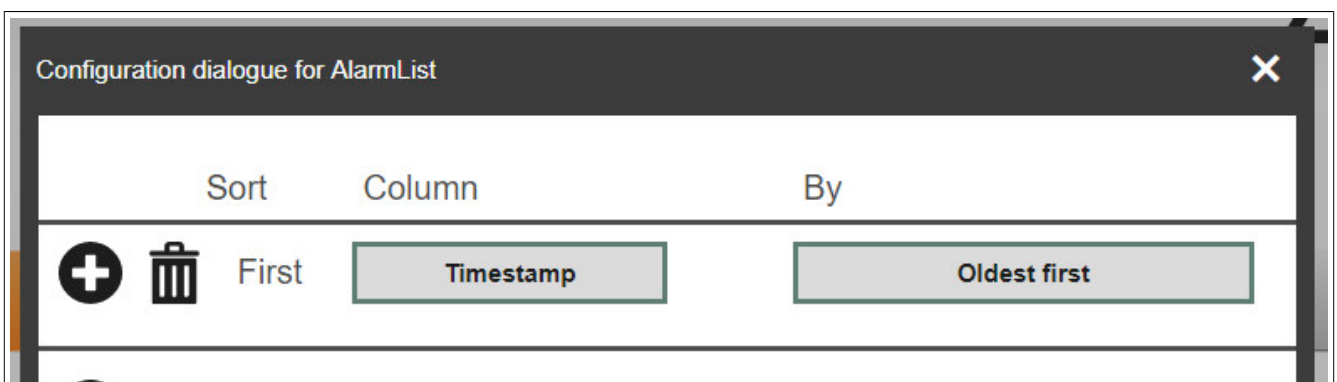 Configuration dialogue for AlarmList
Sort Column By
First Timestamp Oldest first